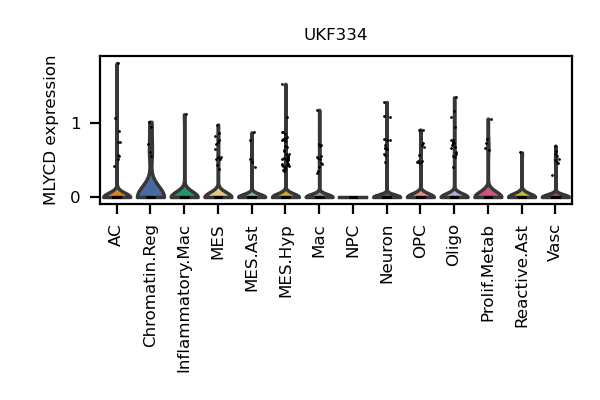 UKF334
MLYCD expression
1
0
AC
Chromatin.Reg
Inflammatory.Mac
MES
MES.Ast
MES.Hyp
Mac
NPC
Neuron
OPC
Oligo
Prolif.Metab
Reactive.Ast
Vasc